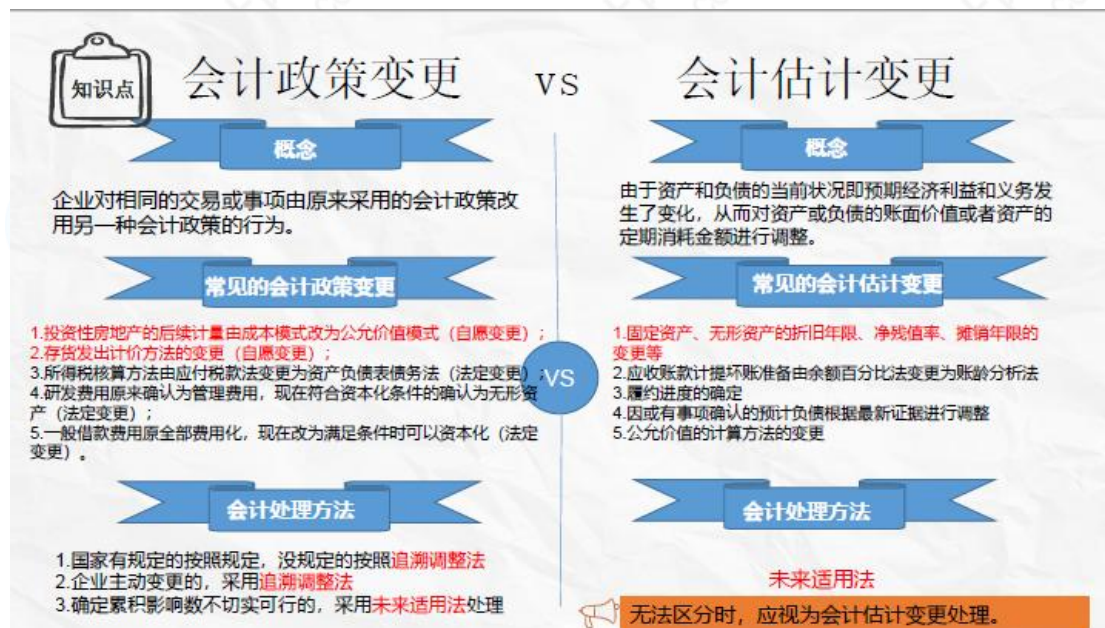 知识点
会计政策变更
vs
会计估计变更
概念
企业对相同的交易或事项由原来采用的会计政策改
用另一种会计政策的行为。
常见的会计政策变更
1.投资性房地产的后续计量由成本模式改为公允价值模式（自愿变更）;
2.存货发出计价方法的变更（自愿变更）;
3.所得税核算方法由应付税款法变更为资产负债表债务法（法定变更）;
4.研发费用原来确认为管理费用，现在符合资本化条件的确认为无形资
产（法定变更）;
5.一般借款费用原全部费用化，现在改为满足条件时可以资本化（法定
变更）。
会计处理方法
1.国家有规定的按照规定，没规定的按照追溯调整法
2.企业主动变更的，采用追溯调整法
3.确定累积影响数不切实可行的，采用未来适用法处理
VS
概念
由于资产和负债的当前状况即预期经济利益和义务发
生了变化，从而对资产或负债的账面价值或者资产的
定期消耗金额进行调整。
常见的会计估计变更
1.固定资产、无形资产的折旧年限、净残值率、摊销年限的
变更等
2.应收账款计提坏账准备由余额百分比法变更为账龄分析法
3.履约进度的确定
4.因或有事项确认的预计负债根据最新证据进行调整
5.公允价值的计算方法的变更
会计处理方法
未来适用法
无法区分时，应视为会计估计变更处理。